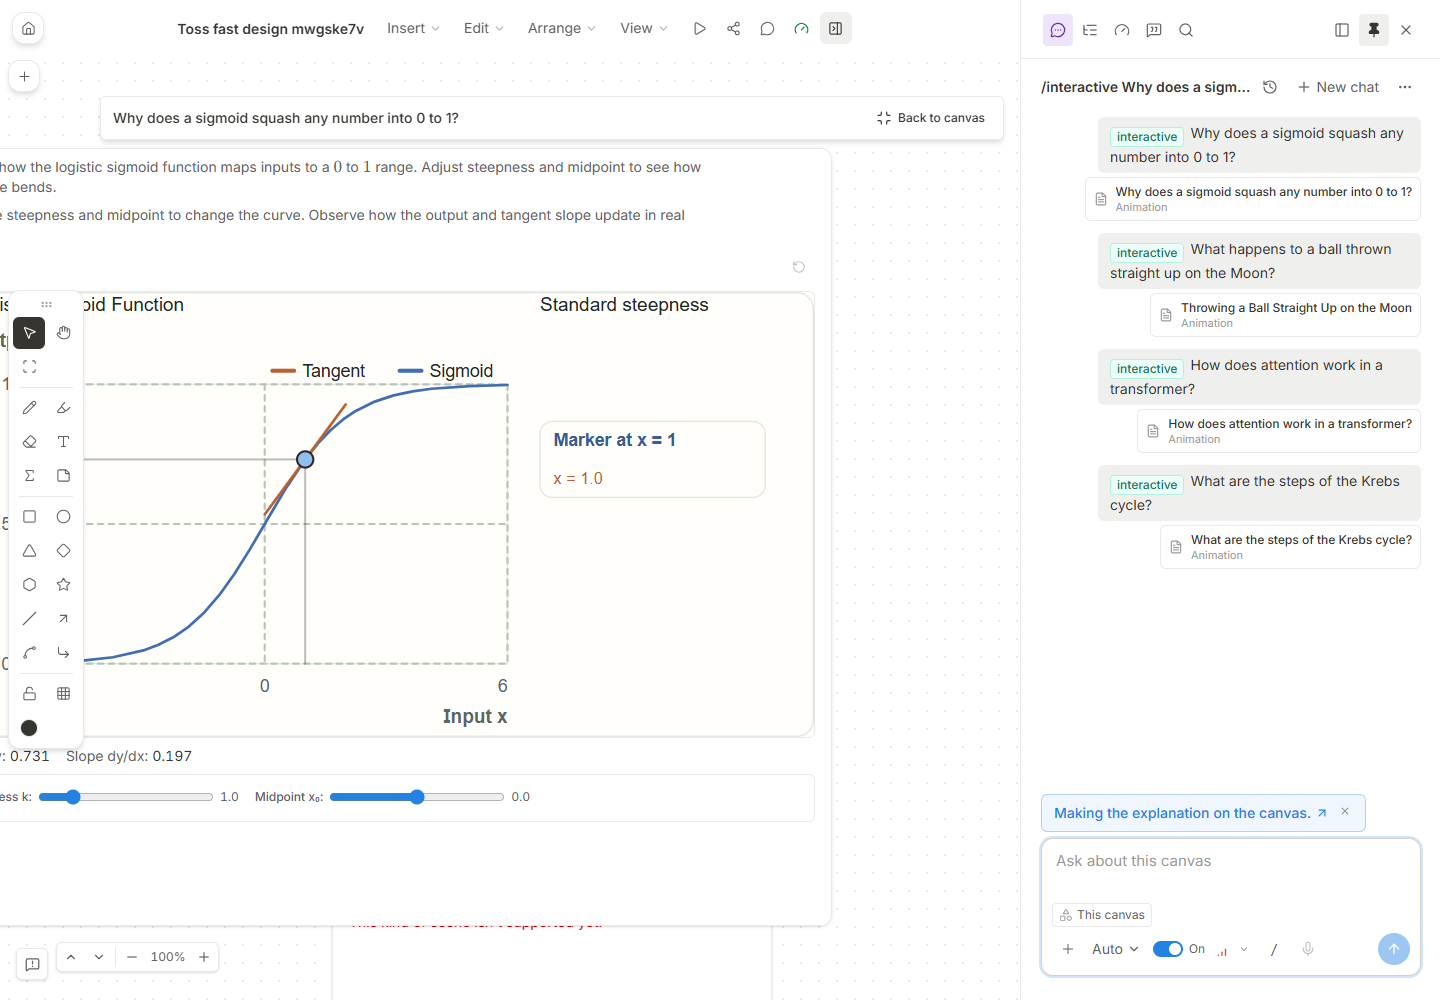 Toss fast design mwgske7v
Insert
Edit
Arrange
View
Why does a sigmoid squash any number into 0 to 1?
Back to canvas
how the logistic sigmoid function maps inputs to a 0 to 1 range. Adjust steepness and midpoint to see how
e bends.
steepness and midpoint to change the curve. Observe how the output and tangent slope update in real
oid Function
Standard steepness
Tangent
Sigmoid
Marker at x = 1
x = 1.0
1
5
0
0
6
Input x
y: 0.731
Slope dy/dx: 0.197
ess k:
1.0
Midpoint x₀:
0.0
100%
/interactive Why does a sigm...
New chat
interactive Why does a sigmoid squash any
number into 0 to 1?
Why does a sigmoid squash any number into 0 to 1?
Animation
interactive What happens to a ball thrown
straight up on the Moon?
Throwing a Ball Straight Up on the Moon
Animation
interactive How does attention work in a
transformer?
How does attention work in a transformer?
Animation
interactive What are the steps of the Krebs
cycle?
What are the steps of the Krebs cycle?
Animation
Making the explanation on the canvas.
Ask about this canvas
This canvas
Auto
On
/